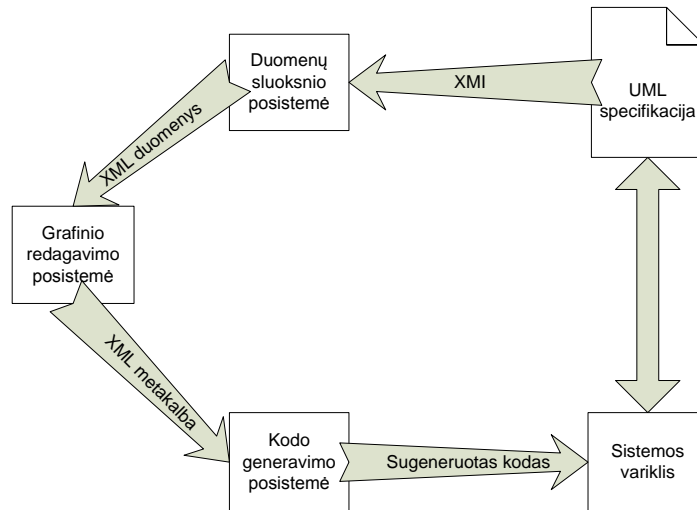 Duomenų
sluoksnio
posistemė
XMI
UML
specifikacija
XML duomenys
Grafinio
redagavimo
posistemė
XML metakalba
Kodo
generavimo
posistemė
Sugeneruotas kodas
Sistemos
variklis